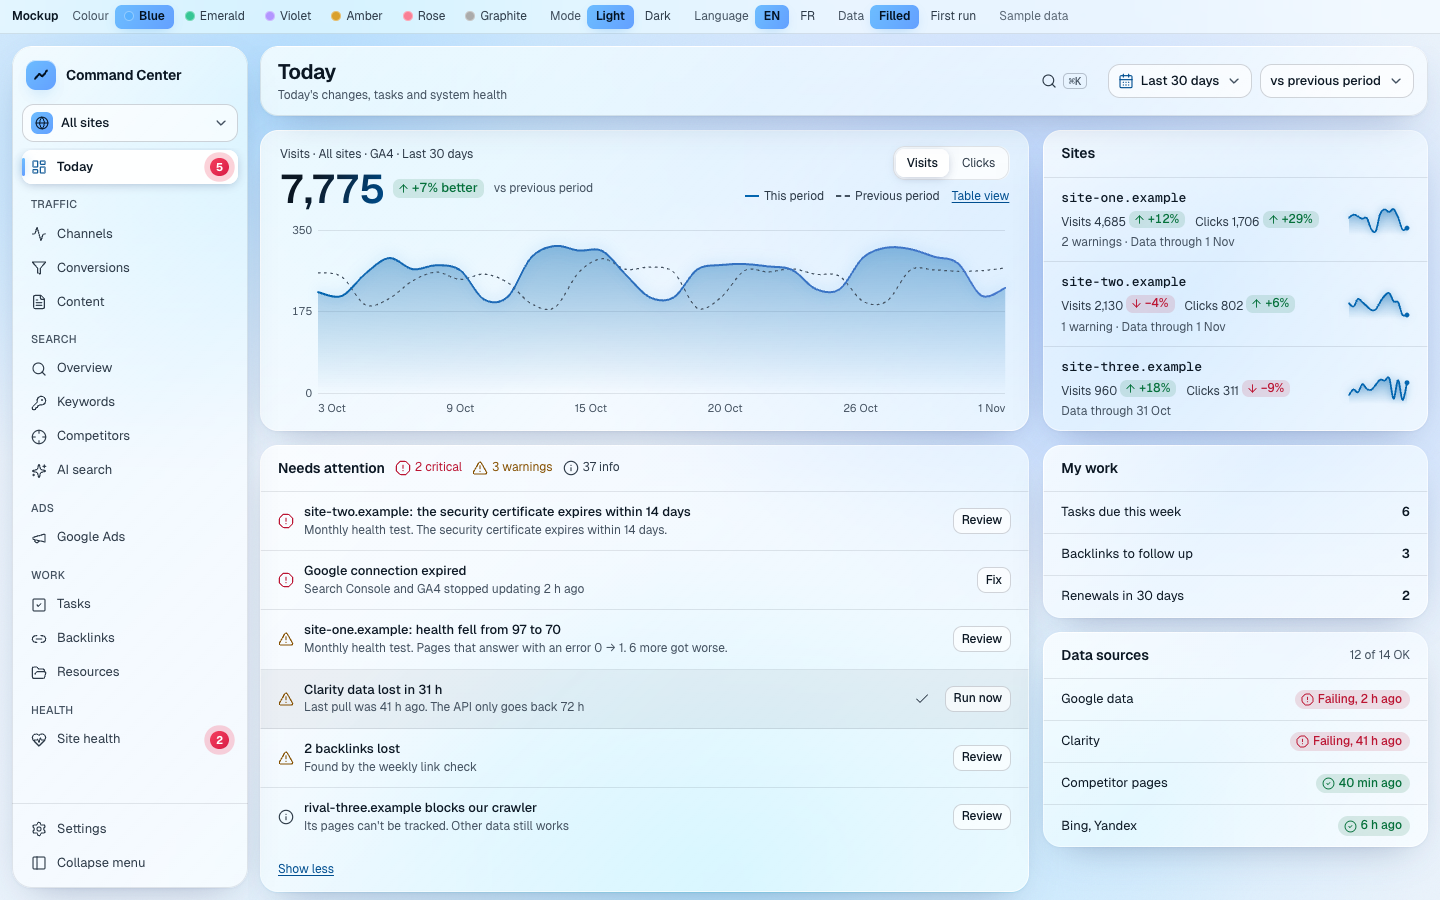 Mockup Colour Blue Emerald Violet Amber Rose Graphite Mode Light Dark Language EN FR Data Filled First run Sample data
Command Center
All sites
Today 5
TRAFFIC
Channels
Conversions
Content
SEARCH
Overview
Keywords
Competitors
AI search
ADS
Google Ads
WORK
Tasks
Backlinks
Resources
HEALTH
Site health 2
Settings
Collapse menu
Today
Today's changes, tasks and system health
⌘K
Last 30 days
vs previous period
Visits · All sites · GA4 · Last 30 days
7,775 ↑ +7% better vs previous period
Visits Clicks
This period Previous period Table view
350
175
0
3 Oct 9 Oct 15 Oct 20 Oct 26 Oct 1 Nov
Sites
site-one.example
Visits 4,685 ↑ +12% Clicks 1,706 ↑ +29%
2 warnings · Data through 1 Nov
site-two.example
Visits 2,130 ↓ −4% Clicks 802 ↑ +6%
1 warning · Data through 1 Nov
site-three.example
Visits 960 ↑ +18% Clicks 311 ↓ −9%
Data through 31 Oct
Needs attention 2 critical 3 warnings 37 info
site-two.example: the security certificate expires within 14 days
Monthly health test. The security certificate expires within 14 days.
Review
Google connection expired
Search Console and GA4 stopped updating 2 h ago
Fix
site-one.example: health fell from 97 to 70
Monthly health test. Pages that answer with an error 0 → 1. 6 more got worse.
Review
Clarity data lost in 31 h
Last pull was 41 h ago. The API only goes back 72 h
Run now
2 backlinks lost
Found by the weekly link check
Review
rival-three.example blocks our crawler
Its pages can't be tracked. Other data still works
Review
Show less
My work
Tasks due this week 6
Backlinks to follow up 3
Renewals in 30 days 2
Data sources 12 of 14 OK
Google data Failing, 2 h ago
Clarity Failing, 41 h ago
Competitor pages 40 min ago
Bing, Yandex 6 h ago